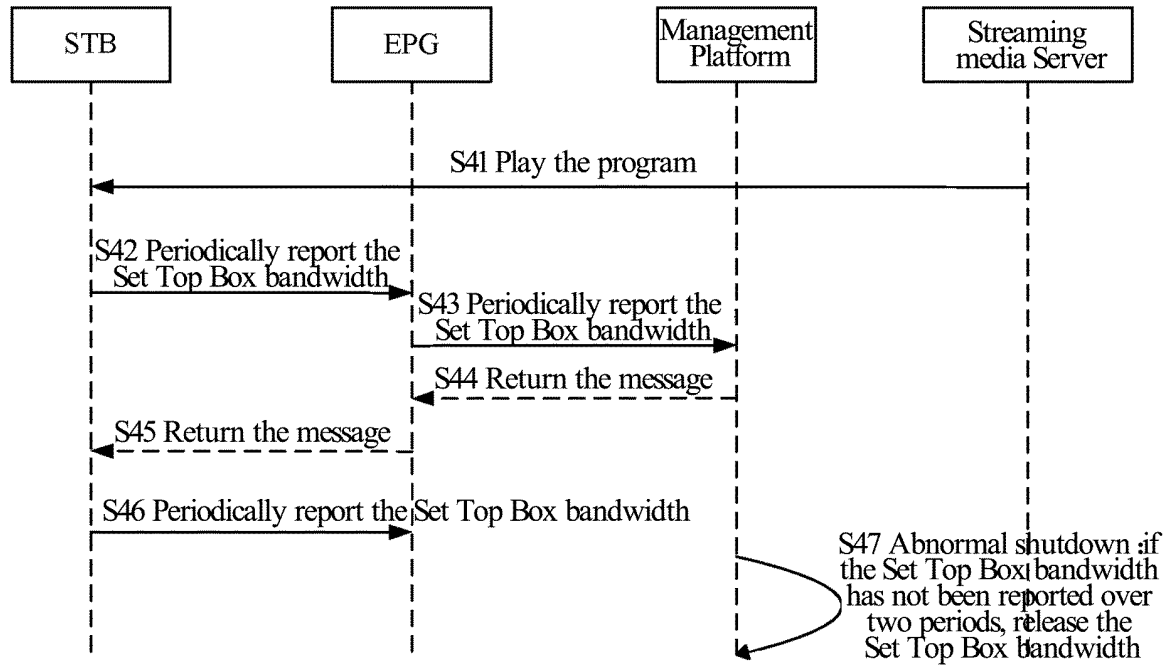 STB
EPG
Management
Platform
Streaming
media Server
S41 Play the program
S42 Periodically report the
Set Top Box bandwidth
S43 Periodically report the
Set Top Box bandwidth
S44 Return the message
S45 Return the message
S46 Periodically report the Set Top Box bandwidth
S47 Abnormal shutdown :if
the Set Top Box bandwidth
has not been reported over
two periods, release the
Set Top Box bandwidth